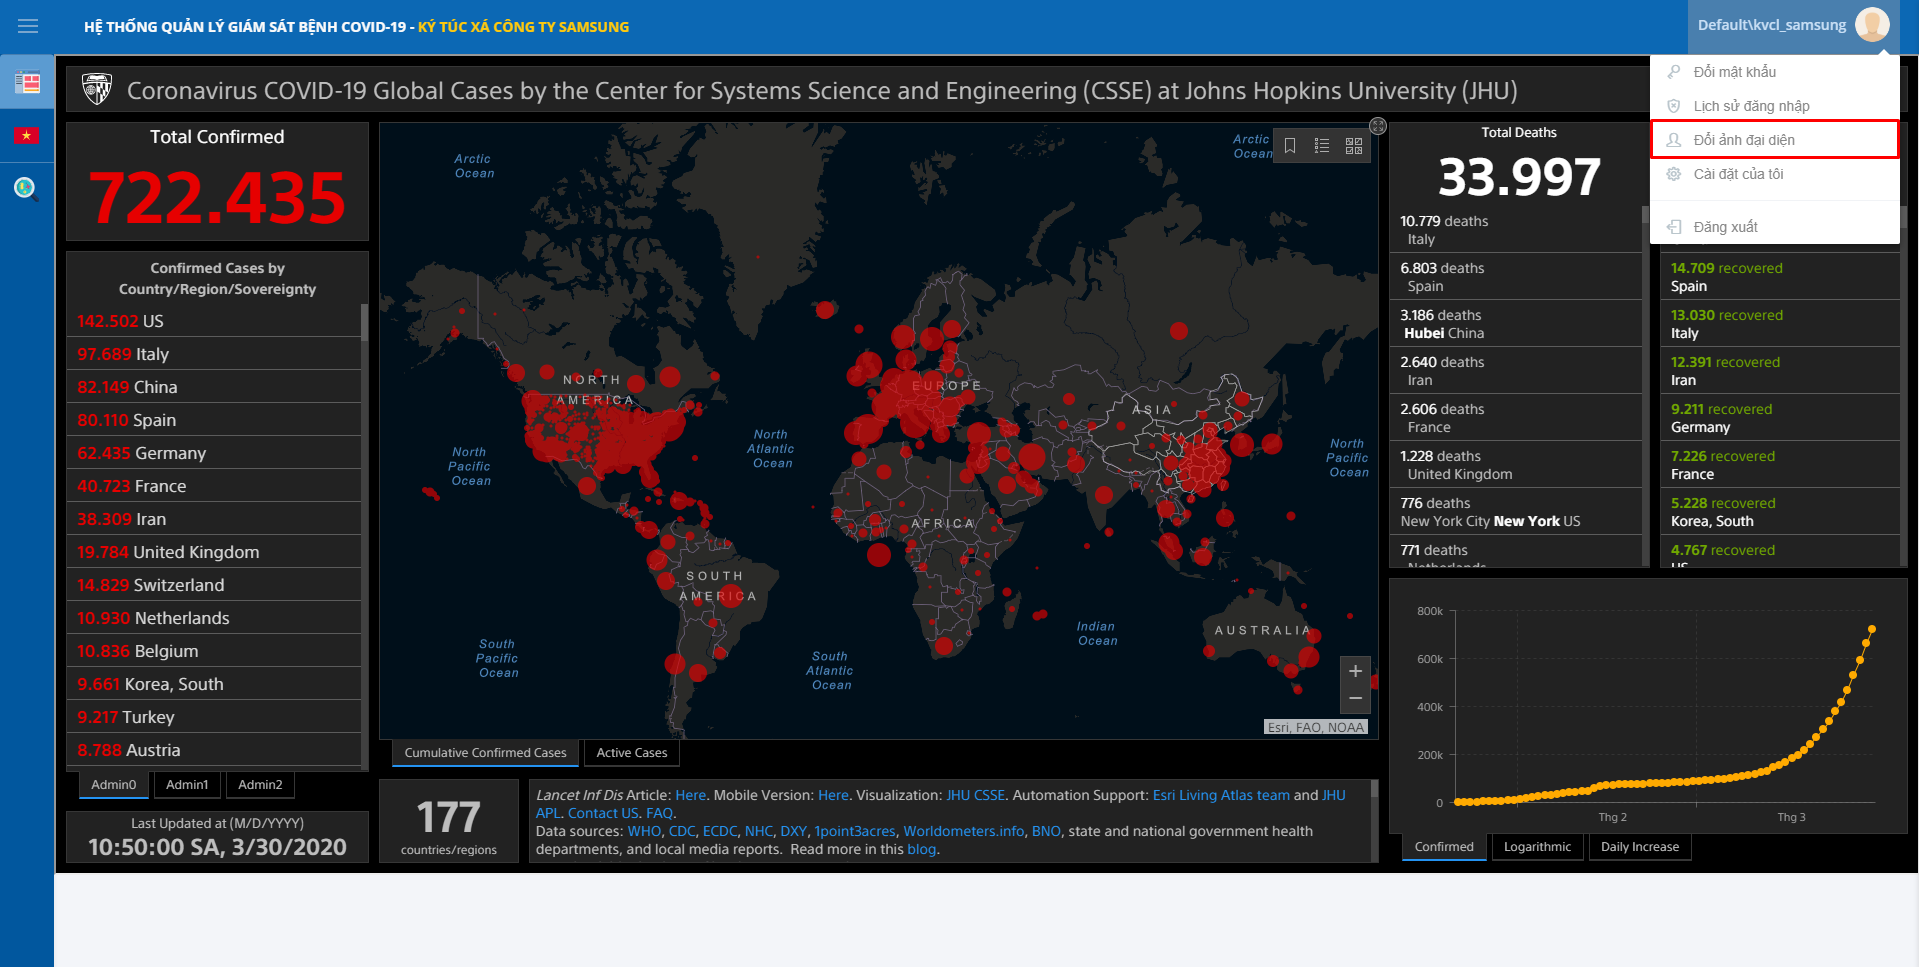 HỆ THỐNG QUẢN LÝ GIÁM SÁT BỆNH COVID-19 - KÝ TÚC XÁ CÔNG TY SAMSUNG
Default\kvcl_samsung
Đổi mật khẩu
Lịch sử đăng nhập
Đổi ảnh đại diện
Cài đặt của tôi
Đăng xuất
Coronavirus COVID-19 Global Cases by the Center for Systems Science and Engineering (CSSE) at Johns Hopkins University (JHU)
Total Confirmed
722.435
Confirmed Cases by
Country/Region/Sovereignty
142.502 US
97.689 Italy
82.149 China
80.110 Spain
62.435 Germany
40.723 France
38.309 Iran
19.784 United Kingdom
14.829 Switzerland
10.930 Netherlands
10.836 Belgium
9.661 Korea, South
9.217 Turkey
8.788 Austria
Admin0
Admin1
Admin2
Last Updated at (M/D/YYYY)
10:50:00 SA, 3/30/2020
Arctic
Ocean
Arctic
Ocean
NORTH
AMERICA
EUROPE
ASIA
North
Pacific
Ocean
North
Atlantic
Ocean
North
Pacific
Ocean
AFRICA
SOUTH
AMERICA
Indian
Ocean
AUSTRALIA
South
Pacific
Ocean
South
Atlantic
Ocean
+
−
Esri, FAO, NOAA
Cumulative Confirmed Cases
Active Cases
177
countries/regions
Lancet Inf Dis Article: Here. Mobile Version: Here. Visualization: JHU CSSE. Automation Support: Esri Living Atlas team and JHU
APL. Contact US. FAQ.
Data sources: WHO, CDC, ECDC, NHC, DXY, 1point3acres, Worldometers.info, BNO, state and national government health
departments, and local media reports. Read more in this blog.
Total Deaths
33.997
10.779 deaths
Italy
6.803 deaths
Spain
3.186 deaths
Hubei China
2.640 deaths
Iran
2.606 deaths
France
1.228 deaths
United Kingdom
776 deaths
New York City New York US
771 deaths
Netherlands
14.709 recovered
Spain
13.030 recovered
Italy
12.391 recovered
Iran
9.211 recovered
Germany
7.226 recovered
France
5.228 recovered
Korea, South
4.767 recovered
US
800k
600k
400k
200k
0
Thg 2
Thg 3
Confirmed
Logarithmic
Daily Increase